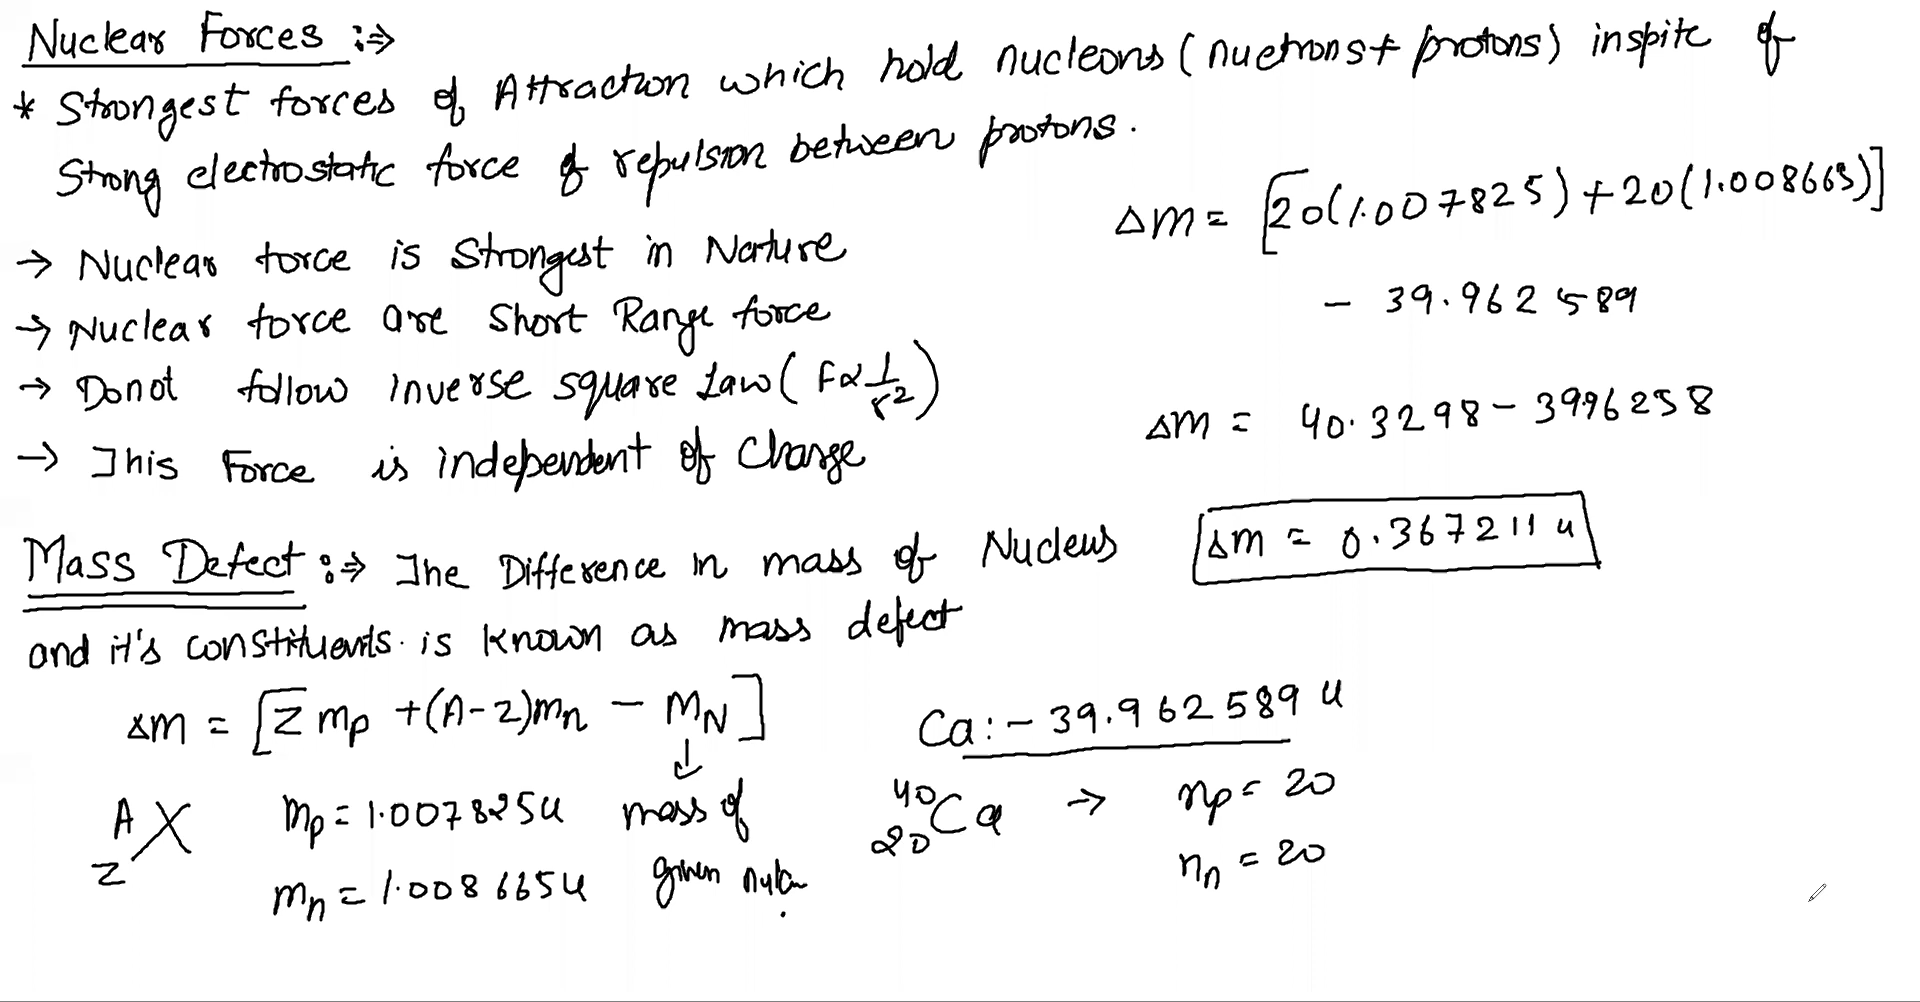 Nuclear Forces :⇒
* Strongest forces of Attraction which hold nucleons (nuetrons+ protons) inspite of
Strong electrostatic force of repulsion between protons.
→ Nuclear force is Strongest in Nature
→ Nuclear force are Short Range force
→ Donot follow inverse square Law ( F∝ 1/r² )
→ This Force is independent of Charge
Mass Defect :⇒ The Difference in mass of Nucleus
and it's constituents. is known as mass defect
Δm = [Z mp +(A-Z)mn - MN]
↓
mass of
given
A
Z X
mp = 1.007825u
mn = 1.008665u
Δm = [20(1.007825)+20(1.008665)]
- 39.962589
Δm = 40.3298 - 3996258
Δm = 0.367211 u
Ca :- 39.962589 u
40
20 Ca → np = 20
nn = 20